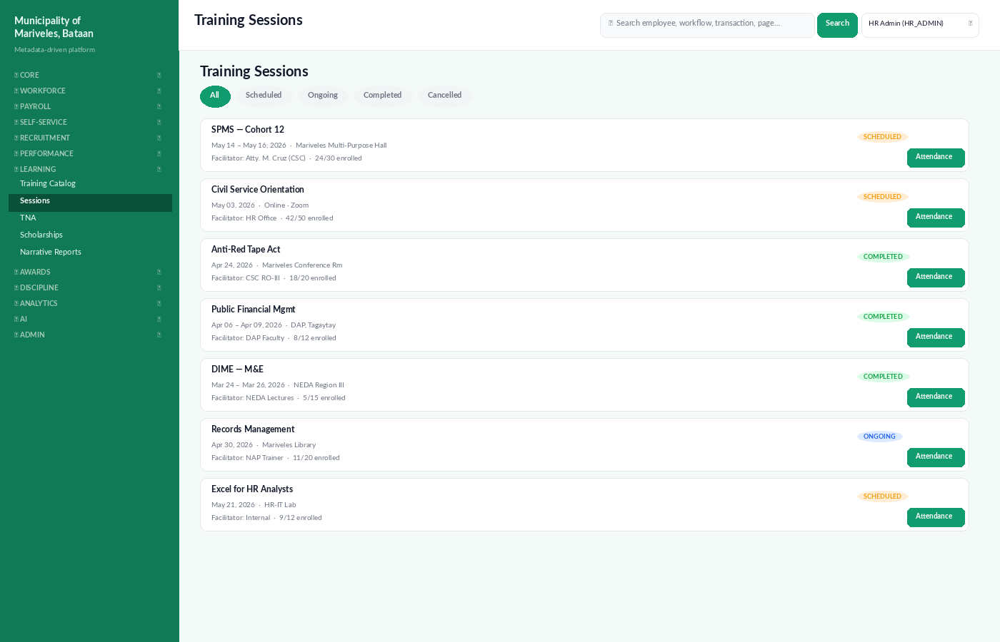 Municipality of
Mariveles, Bataan
Metadata-driven platform
CORE
WORKFORCE
PAYROLL
SELF-SERVICE
RECRUITMENT
PERFORMANCE
LEARNING
Training Catalog
Sessions
TNA
Scholarships
Narrative Reports
AWARDS
DISCIPLINE
ANALYTICS
AI
ADMIN
Training Sessions
Search employee, workflow, transaction, page...
Search
HR Admin (HR_ADMIN)
Training Sessions
All
Scheduled
Ongoing
Completed
Cancelled
SPMS — Cohort 12
May 14 – May 16, 2026 · Mariveles Multi-Purpose Hall
Facilitator: Atty. M. Cruz (CSC) · 24/30 enrolled
SCHEDULED
Attendance
Civil Service Orientation
May 03, 2026 · Online · Zoom
Facilitator: HR Office · 42/50 enrolled
SCHEDULED
Attendance
Anti-Red Tape Act
Apr 24, 2026 · Mariveles Conference Rm
Facilitator: CSC RO-III · 18/20 enrolled
COMPLETED
Attendance
Public Financial Mgmt
Apr 06 – Apr 09, 2026 · DAP, Tagaytay
Facilitator: DAP Faculty · 8/12 enrolled
COMPLETED
Attendance
DIME — M&E
Mar 24 – Mar 26, 2026 · NEDA Region III
Facilitator: NEDA Lectures · 5/15 enrolled
COMPLETED
Attendance
Records Management
Apr 30, 2026 · Mariveles Library
Facilitator: NAP Trainer · 11/20 enrolled
ONGOING
Attendance
Excel for HR Analysts
May 21, 2026 · HR-IT Lab
Facilitator: Internal · 9/12 enrolled
SCHEDULED
Attendance